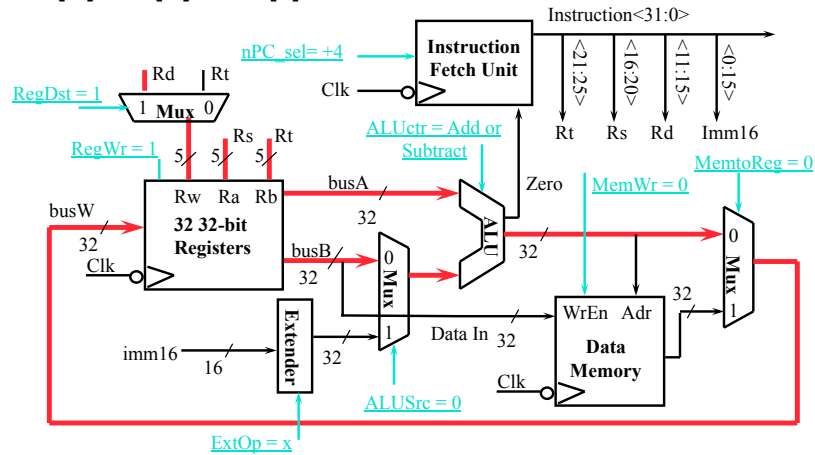 Instruction<31:0>
nPC_sel= +4
Instruction
Fetch Unit
Clk
<21:25>
<16:20>
<11:15>
<0:15>
Rt
Rs
Rd
Imm16
Rd
Rt
RegDst = 1
1
Mux
0
RegWr = 1
5
Rs
5
Rt
5
ALUctr = Add or
Subtract
Zero
MemWr = 0
MemtoReg = 0
busW
32
Clk
Rw
Ra
Rb
32 32-bit
Registers
busA
32
busB
32
0
Mux
1
ALU
32
0
Mux
1
32
imm16
16
Extender
32
Data In
32
WrEn
Adr
Data
Memory
Clk
ALUSrc = 0
ExtOp = x